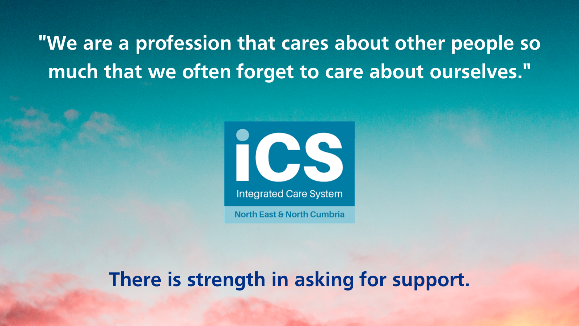 "We are a profession that cares about other people so
much that we often forget to care about ourselves."
iCS
Integrated Care System
North East & North Cumbria
There is strength in asking for support.